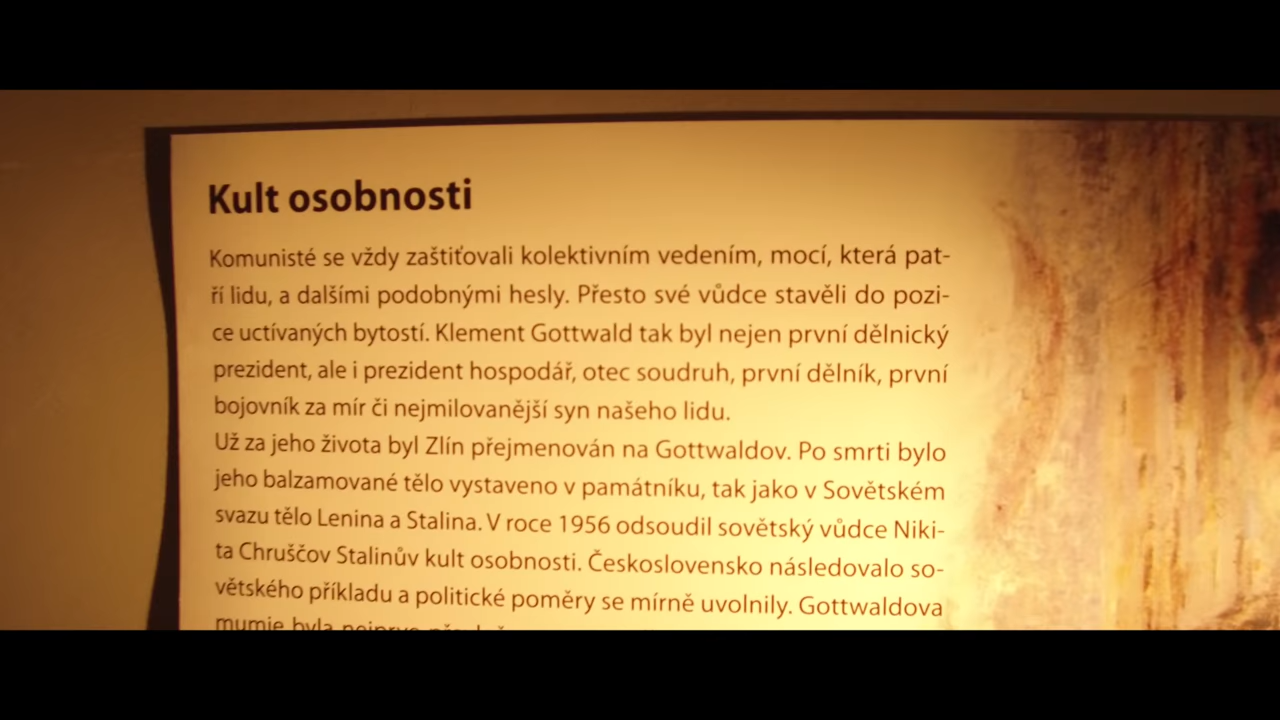 Kult osobnosti
Komunisté se vždy zaštiťovali kolektivním vedením, mocí, která pat-
ří lidu, a dalšími podobnými hesly. Přesto své vůdce stavěli do pozi-
ce uctívaných bytostí. Klement Gottwald tak byl nejen první dělnický
prezident, ale i prezident hospodář, otec soudruh, první dělník, první
bojovník za mír či nejmilovanější syn našeho lidu.
Už za jeho života byl Zlín přejmenován na Gottwaldov. Po smrti bylo
jeho balzamované tělo vystaveno v památníku, tak jako v Sovětském
svazu tělo Lenina a Stalina. V roce 1956 odsoudil sovětský vůdce Niki-
ta Chruščov Stalinův kult osobnosti. Československo následovalo so-
větského příkladu a politické poměry se mírně uvolnily. Gottwaldova
mumie byla nejprve